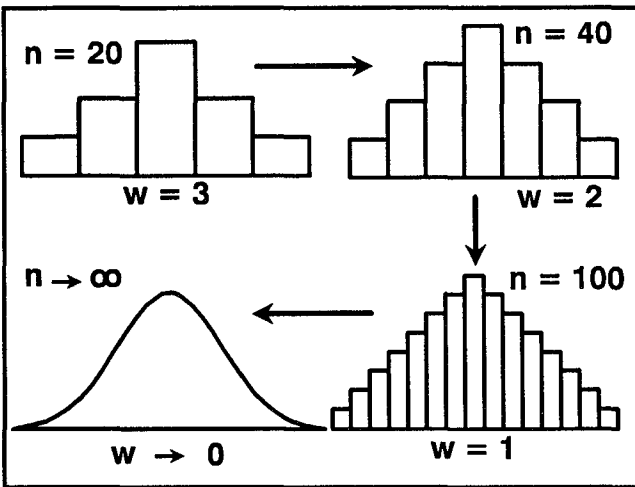 n = 20
w = 3
n = 40
w = 2
n = 100
w = 1
n → ∞
w → 0